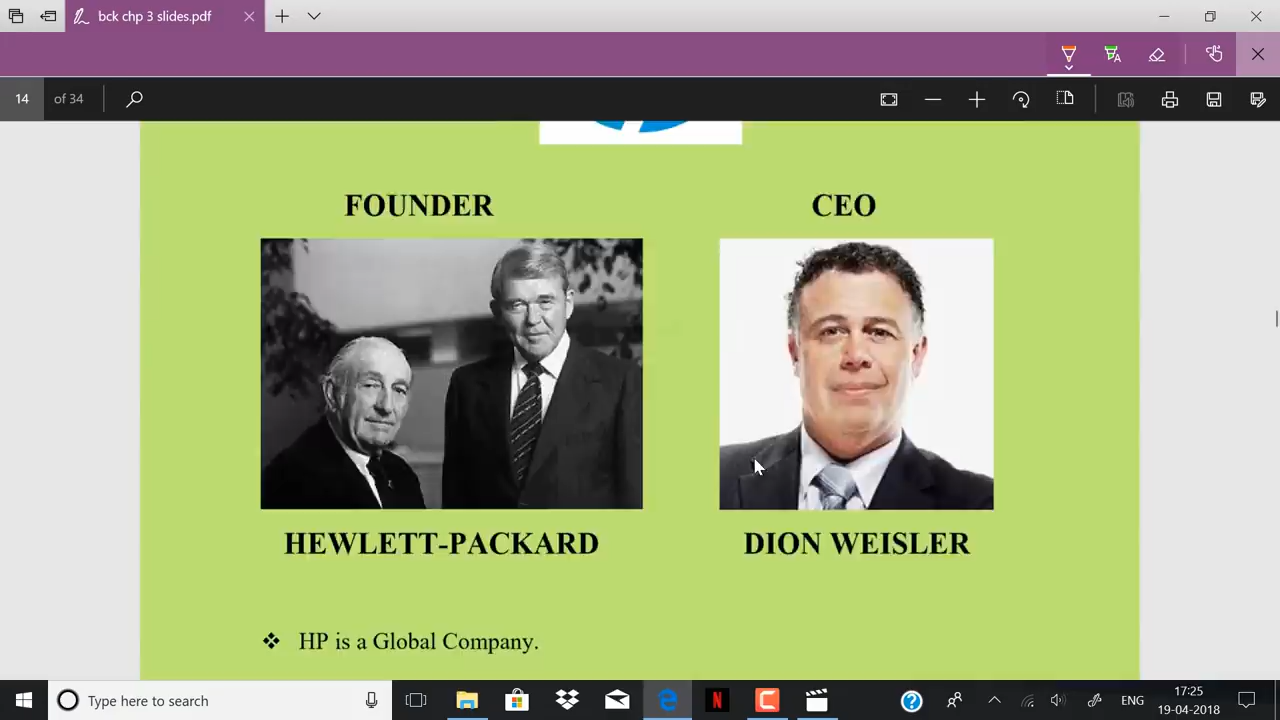 bck chp 3 slides.pdf
14 of 34
FOUNDER
CEO
HEWLETT-PACKARD
DION WEISLER
❖ HP is a Global Company.
Type here to search
ENG
17:25
19-04-2018